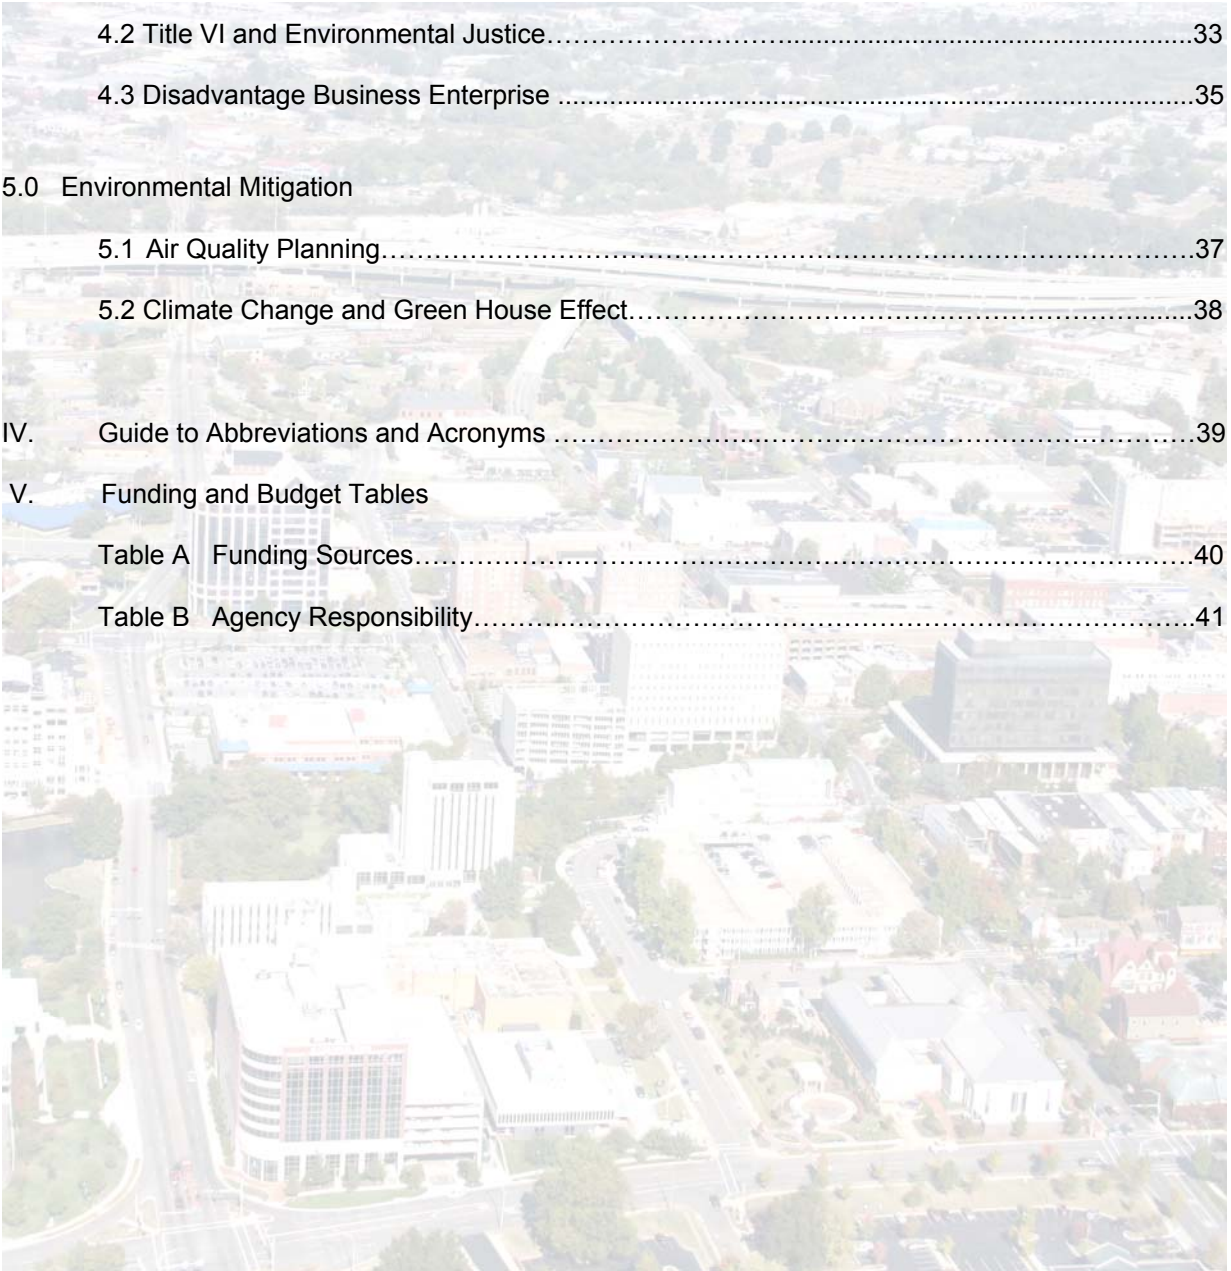 4.2 Title VI and Environmental Justice……………………….........................................................33
4.3 Disadvantage Business Enterprise ......................................................................................35
5.0 Environmental Mitigation
5.1 Air Quality Planning………………………...………………………………………..………….37
5.2 Climate Change and Green House Effect……………………………………………….......38
IV. Guide to Abbreviations and Acronyms ………………………………………………………………39
V. Funding and Budget Tables
Table A Funding Sources……………………………………………………………………………40
Table B Agency Responsibility………..……………………………………………………………….41